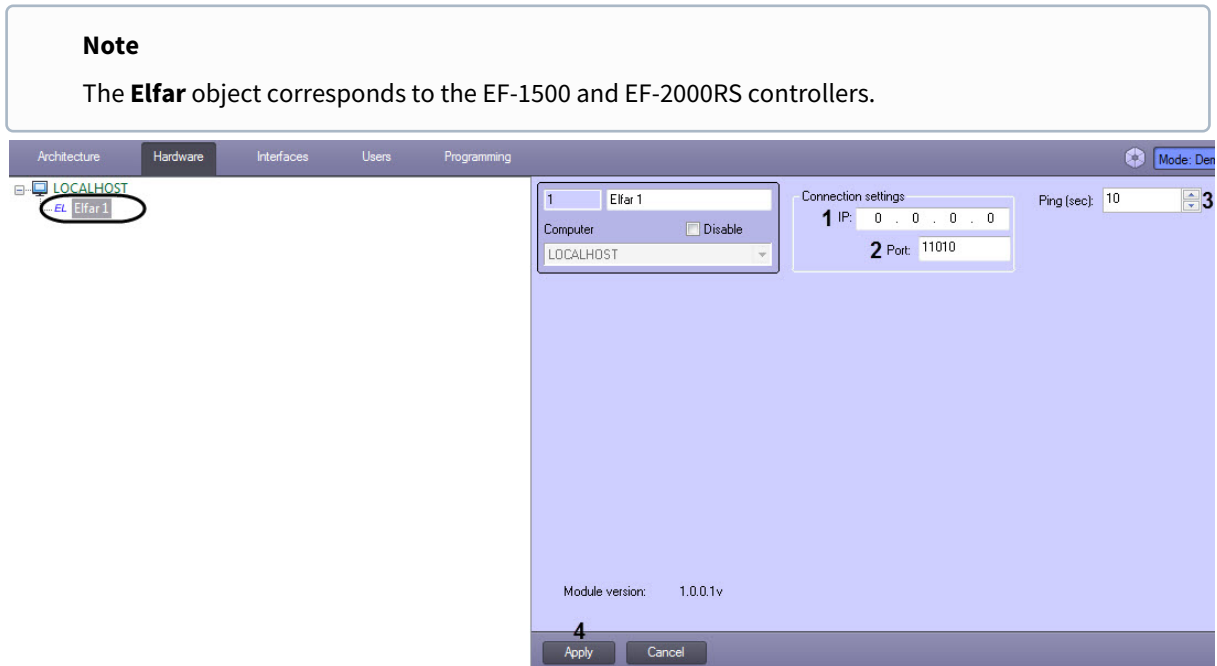 Note
The Elfar object corresponds to the EF-1500 and EF-2000RS controllers.
Architecture Hardware Interfaces Users Programming Mode: Dem
LOCALHOST
EL Elfar 1
1 Elfar 1
Computer Disable
LOCALHOST
Connection settings
1 IP: 0 . 0 . 0 . 0
2 Port: 11010
Ping (sec): 10 3
Module version: 1.0.0.1v
4
Apply Cancel